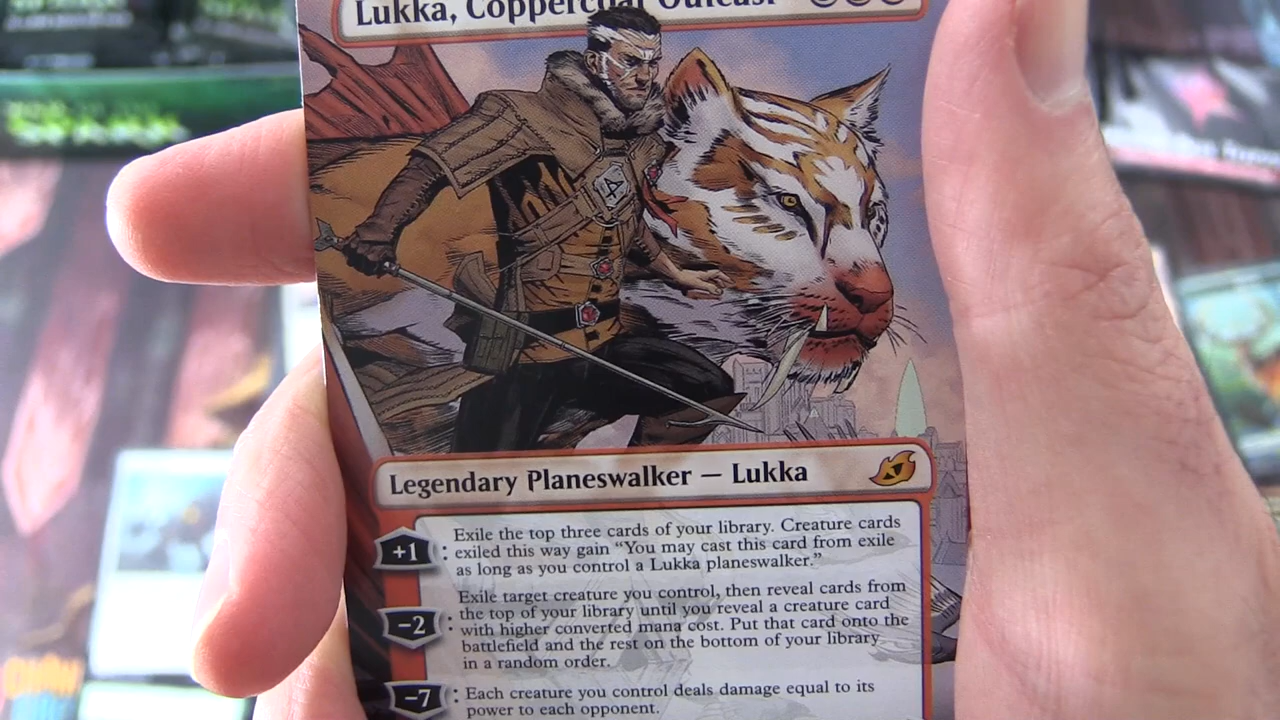 Lukka, Coppercoat Outcast
Legendary Planeswalker — Lukka
+1 : Exile the top three cards of your library. Creature cards
exiled this way gain “You may cast this card from exile
as long as you control a Lukka planeswalker.”
Exile target creature you control, then reveal cards from
the top of your library until you reveal a creature card
−2 : with higher converted mana cost. Put that card onto the
battlefield and the rest on the bottom of your library
in a random order.
−7 : Each creature you control deals damage equal to its
power to each opponent.